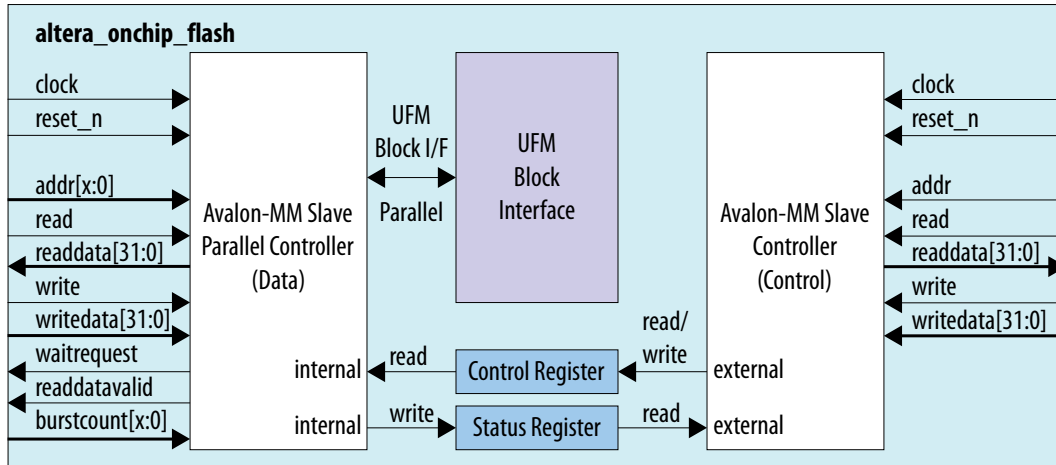 altera_onchip_flash
clock
reset_n
addr[x:0]
read
readdata[31:0]
write
writedata[31:0]
waitrequest
readdatavalid
burstcount[x:0]
Avalon-MM Slave
Parallel Controller
(Data)
internal
internal
UFM
Block I/F
Parallel
UFM
Block
Interface
read
Control Register
read/
write
write
Status Register
read
Avalon-MM Slave
Controller
(Control)
external
external
clock
reset_n
addr
read
readdata[31:0]
write
writedata[31:0]